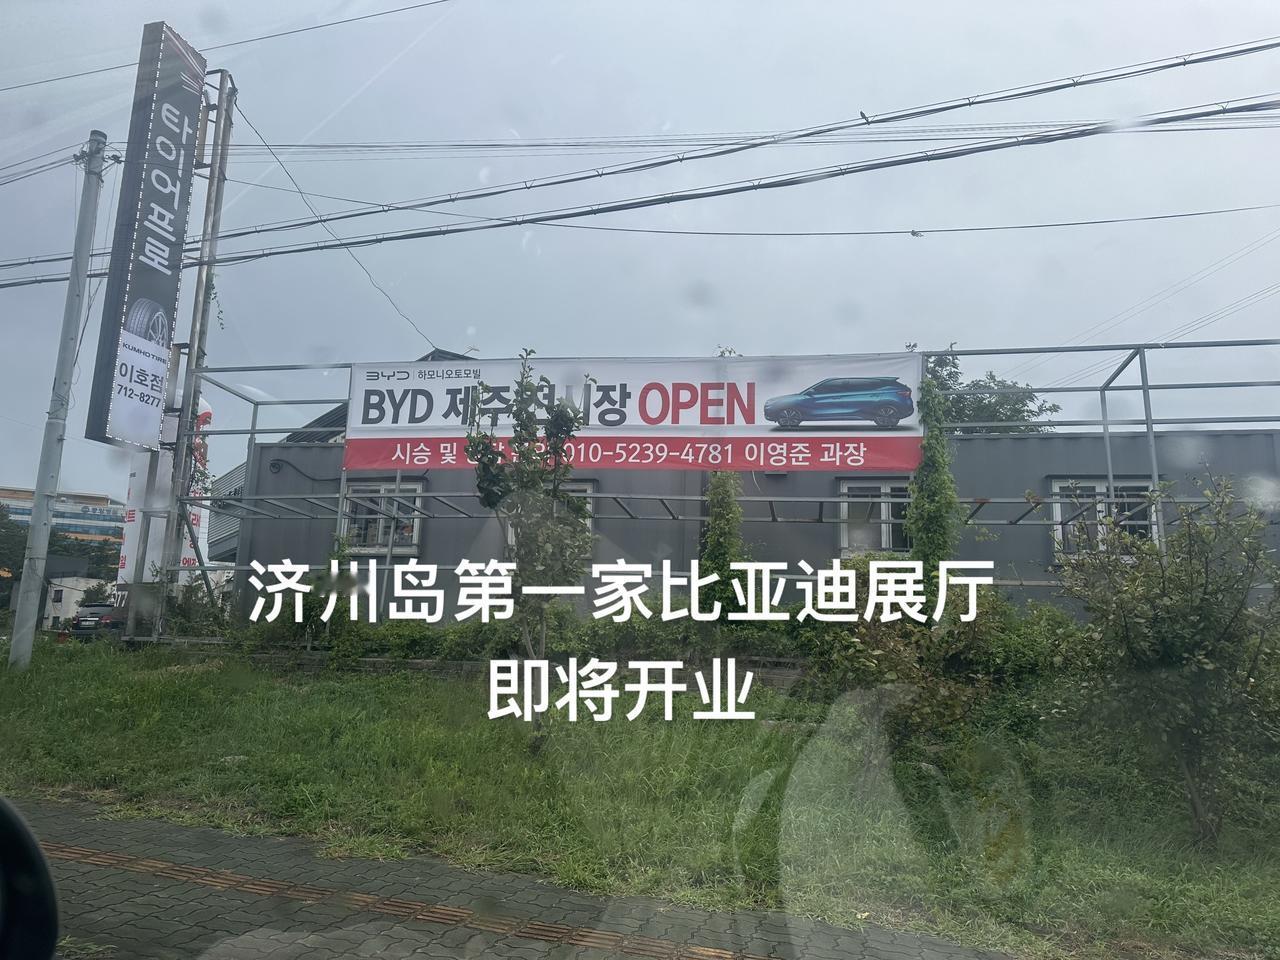 타이어프로
KUMHO TIRE
이호점
712-8277
BYD 하모니오토모빌
BYD 제주전시장 OPEN
시승 및 문의 010-5239-4781 이영준 과장
济州岛第一家比亚迪展厅
即将开业